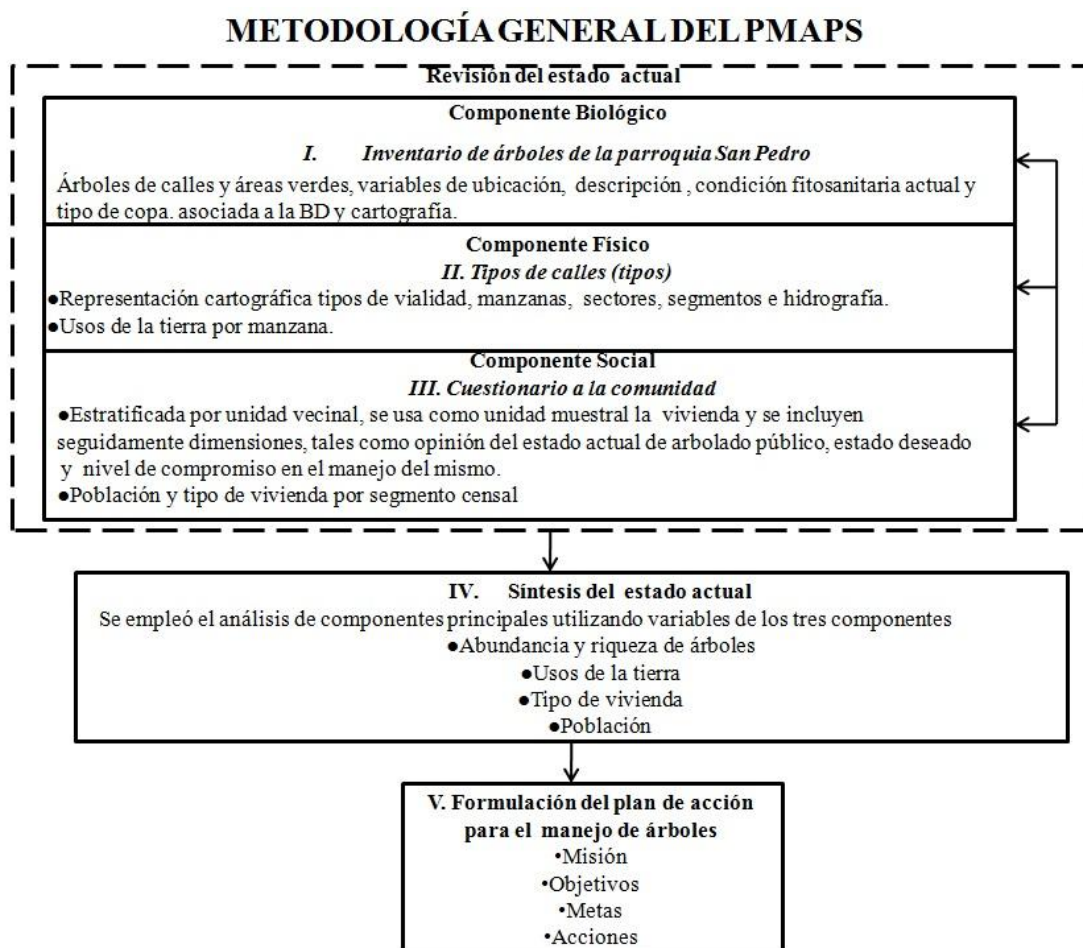 METODOLOGÍA GENERAL DEL PMAPS
Revisión del estado actual
Componente Biológico
I. Inventario de árboles de la parroquia San Pedro
Árboles de calles y áreas verdes, variables de ubicación, descripción , condición fitosanitaria actual y
tipo de copa. asociada a la BD y cartografía.
Componente Físico
II. Tipos de calles (tipos)
●Representación cartográfica tipos de vialidad, manzanas, sectores, segmentos e hidrografía.
●Usos de la tierra por manzana.
Componente Social
III. Cuestionario a la comunidad
●Estratificada por unidad vecinal, se usa como unidad muestral la vivienda y se incluyen
seguidamente dimensiones, tales como opinión del estado actual de arbolado público, estado deseado
y nivel de compromiso en el manejo del mismo.
●Población y tipo de vivienda por segmento censal
IV. Síntesis del estado actual
Se empleó el análisis de componentes principales utilizando variables de los tres componentes
●Abundancia y riqueza de árboles
●Usos de la tierra
●Tipo de vivienda
●Población
V. Formulación del plan de acción
para el manejo de árboles
•Misión
•Objetivos
•Metas
•Acciones